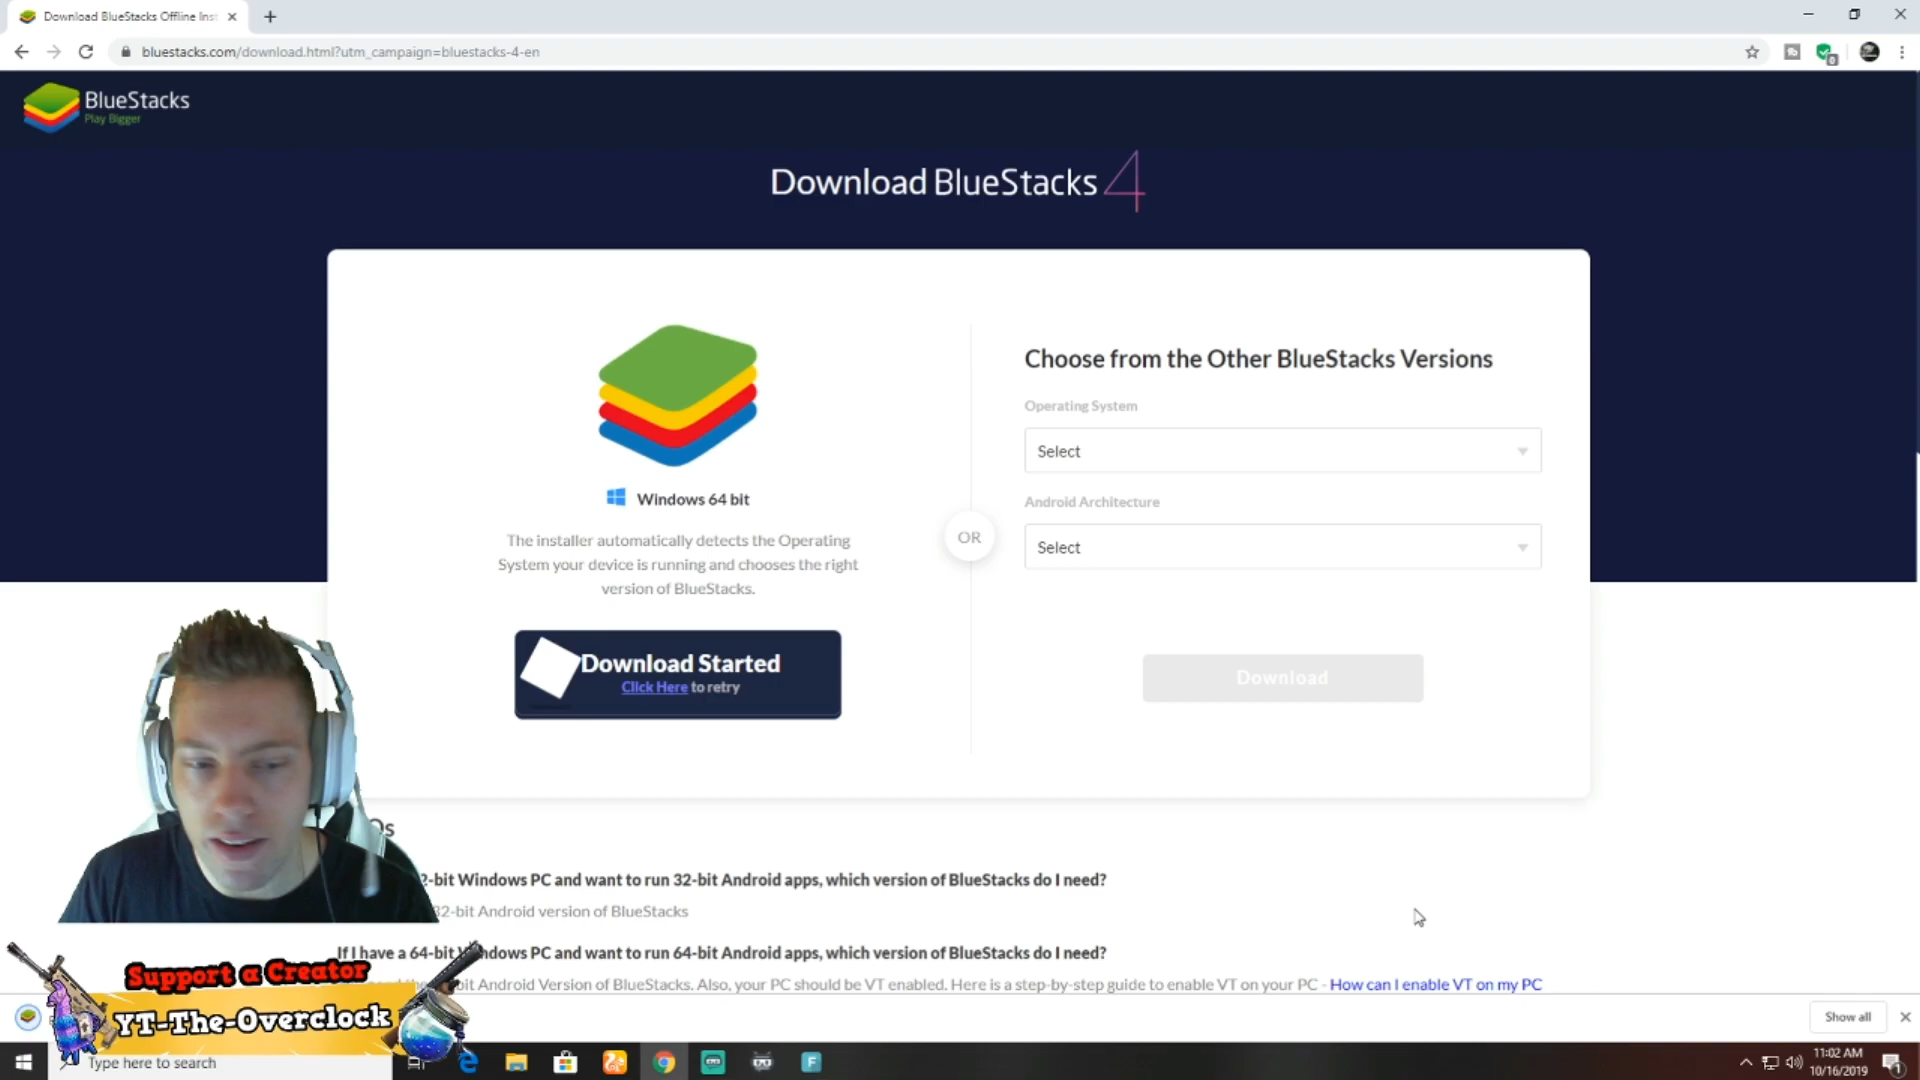 Download BlueStacks Offline Inst
bluestacks.com/download.html?utm_campaign=bluestacks-4-en
BlueStacks
Play Bigger
Download BlueStacks 4
Windows 64 bit
The installer automatically detects the Operating
System your device is running and chooses the right
version of BlueStacks.
Download Started
Click Here to retry
OR
Choose from the Other BlueStacks Versions
Operating System
Select
Android Architecture
Select
Download
2-bit Windows PC and want to run 32-bit Android apps, which version of BlueStacks do I need?
32-bit Android version of BlueStacks
If I have a 64-bit Windows PC and want to run 64-bit Android apps, which version of BlueStacks do I need?
bit Android Version of BlueStacks. Also, your PC should be VT enabled. Here is a step-by-step guide to enable VT on your PC - How can I enable VT on my PC
Support a Creator
YT-The-Overclock
Show all
Type here to search
11:02 AM
10/16/2019